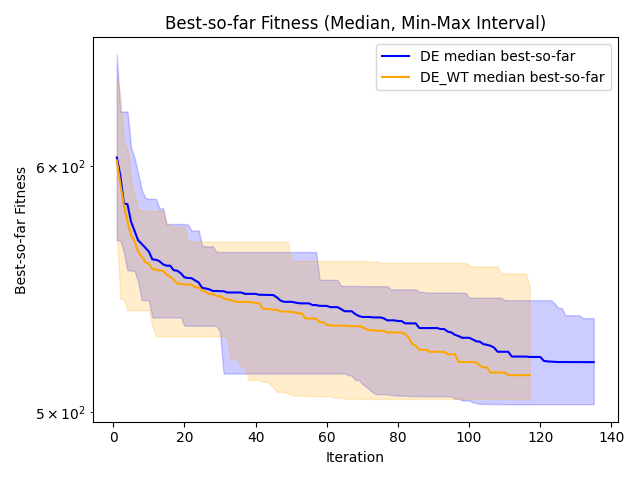 Best-so-far Fitness (Median, Min-Max Interval)
DE median best-so-far
DE_WT median best-so-far
6 × 10²
5 × 10²
Best-so-far Fitness
0 20 40 60 80 100 120 140
Iteration